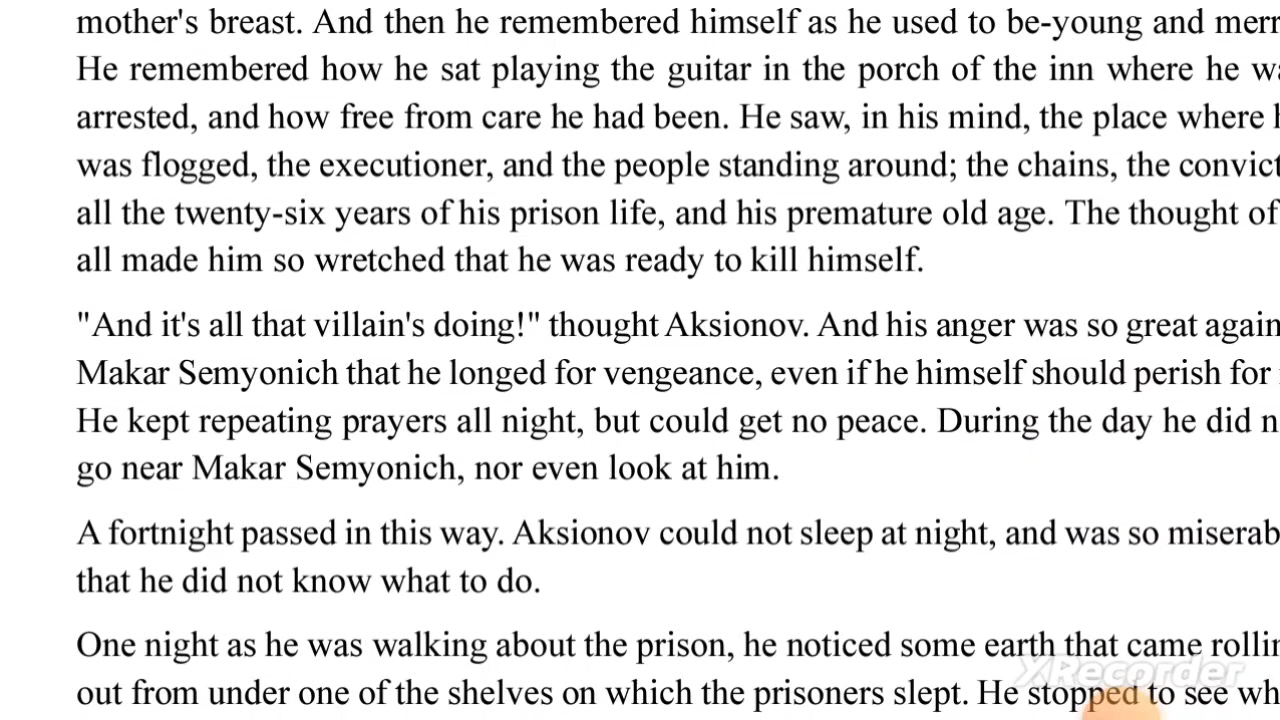 mother's breast. And then he remembered himself as he used to be-young and merr
He remembered how he sat playing the guitar in the porch of the inn where he wa
arrested, and how free from care he had been. He saw, in his mind, the place where h
was flogged, the executioner, and the people standing around; the chains, the convict
all the twenty-six years of his prison life, and his premature old age. The thought of
all made him so wretched that he was ready to kill himself.
"And it's all that villain's doing!" thought Aksionov. And his anger was so great again
Makar Semyonich that he longed for vengeance, even if he himself should perish for
He kept repeating prayers all night, but could get no peace. During the day he did n
go near Makar Semyonich, nor even look at him.
A fortnight passed in this way. Aksionov could not sleep at night, and was so miserab
that he did not know what to do.
One night as he was walking about the prison, he noticed some earth that came rollin
XRecorder
out from under one of the shelves on which the prisoners slept. He stopped to see wh